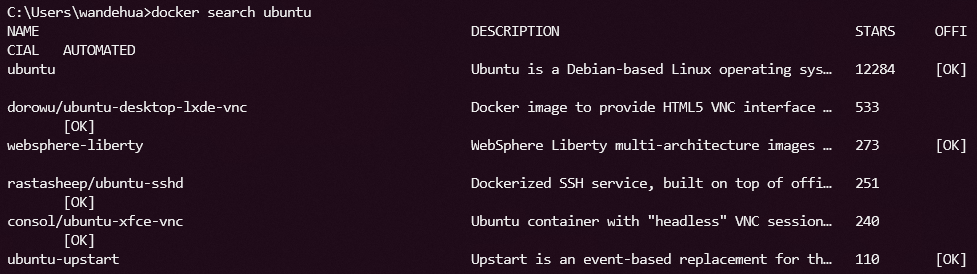 C:\Users\wandehua>docker search ubuntu
NAME DESCRIPTION STARS OFFI
CIAL AUTOMATED
ubuntu Ubuntu is a Debian-based Linux operating sys… 12284 [OK]
dorowu/ubuntu-desktop-lxde-vnc Docker image to provide HTML5 VNC interface … 533
[OK]
websphere-liberty WebSphere Liberty multi-architecture images … 273 [OK]
rastasheep/ubuntu-sshd Dockerized SSH service, built on top of offi… 251
[OK]
consol/ubuntu-xfce-vnc Ubuntu container with "headless" VNC session… 240
[OK]
ubuntu-upstart Upstart is an event-based replacement for th… 110 [OK]